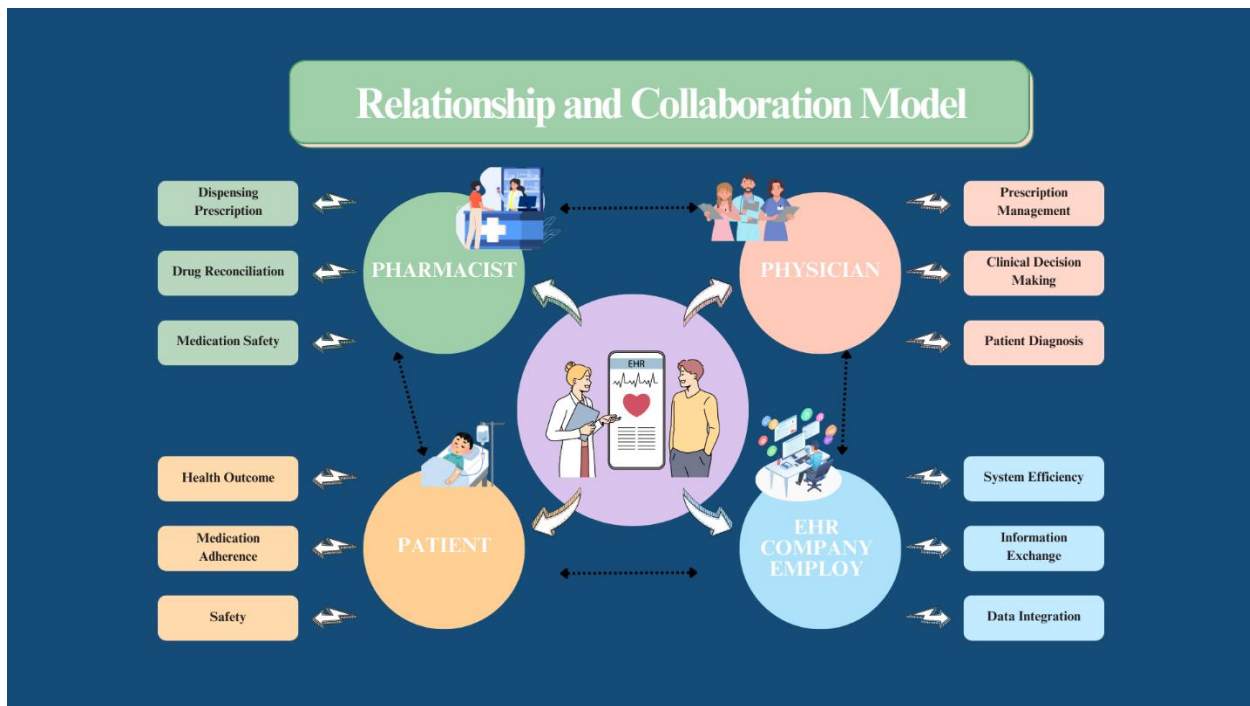 Relationship and Collaboration Model
Dispensing
Prescription
Drug Reconciliation
Medication Safety
PHARMACIST
PHYSICIAN
Prescription
Management
Clinical Decision
Making
Patient Diagnosis
EHR
Health Outcome
Medication
Adherence
Safety
PATIENT
EHR
COMPANY
EMPLOY
System Efficiency
Information
Exchange
Data Integration